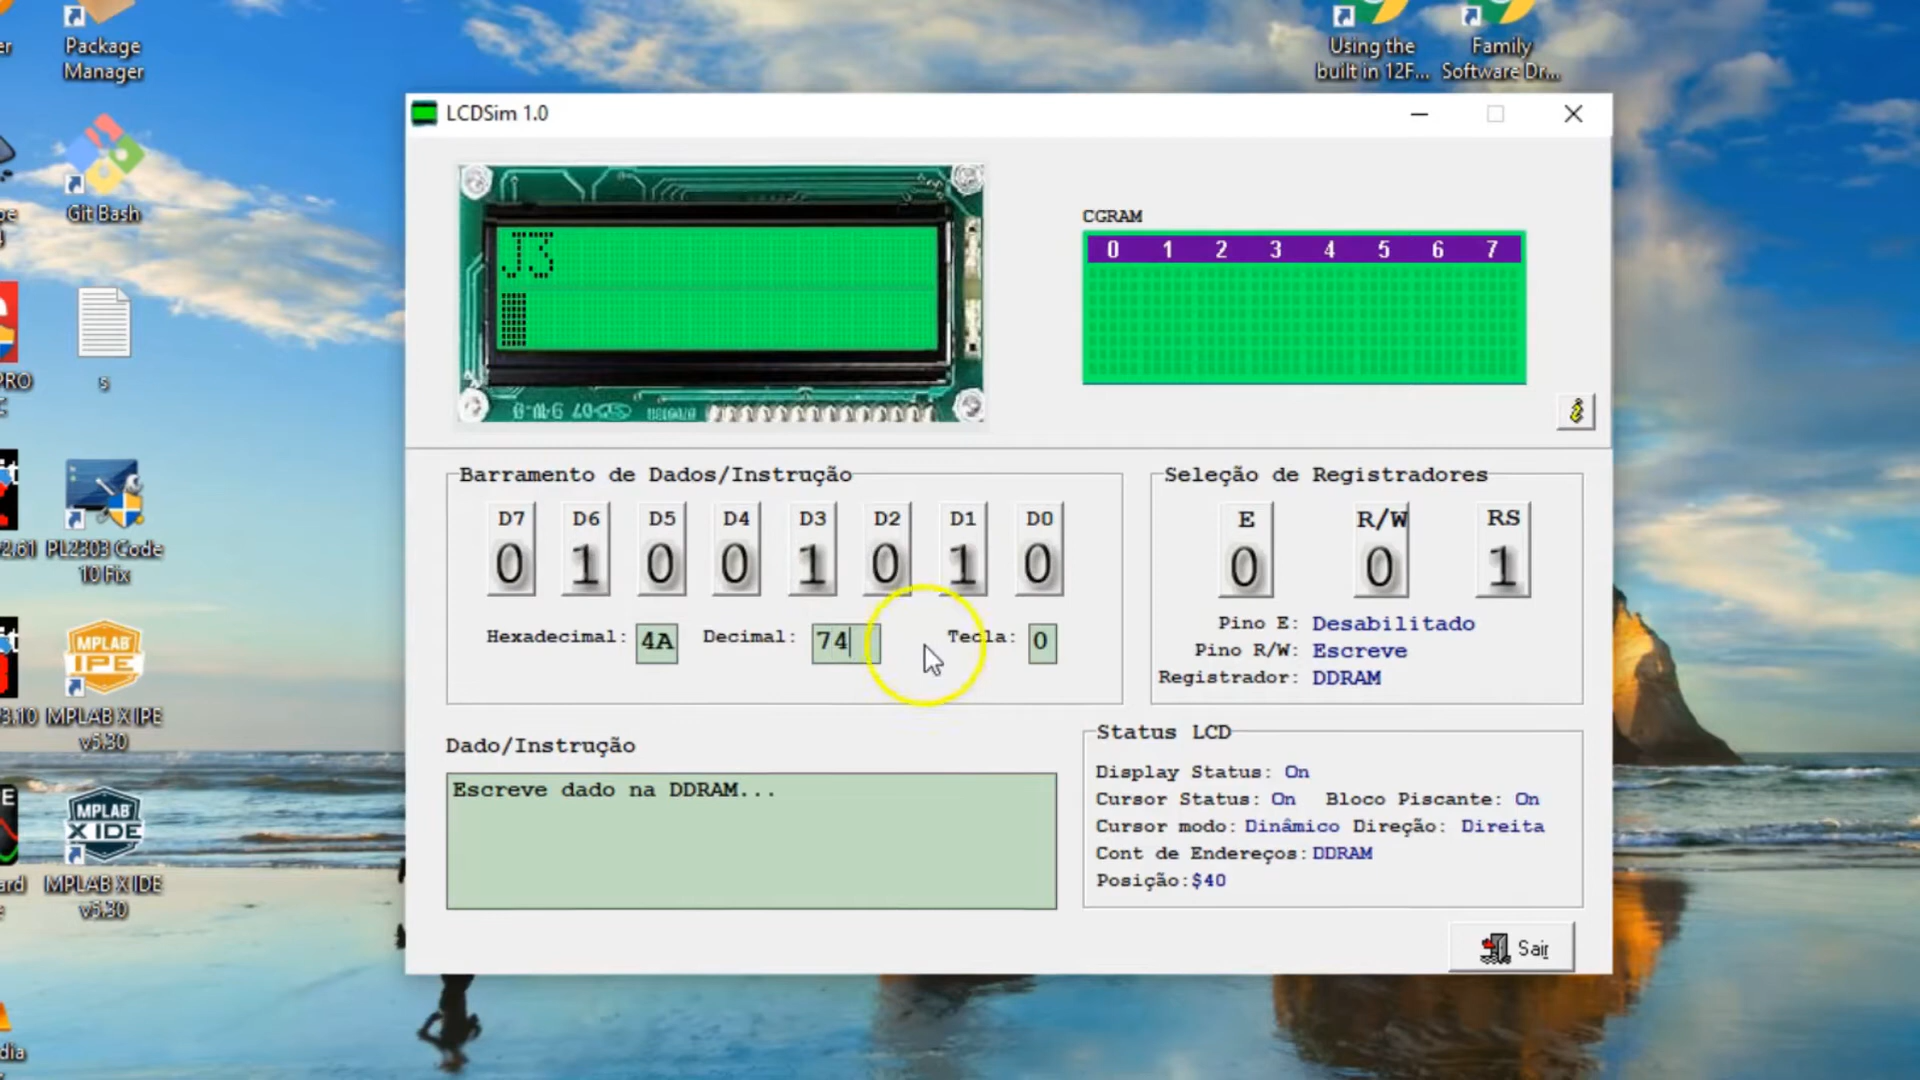 er
Package
Manager
Using the
built in 12F...
Family
Software Dr...
LCDSim 1.0
Git Bash
CGRAM
0 1 2 3 4 5 6 7
J3
s
Barramento de Dados/Instrução
D7 D6 D5 D4 D3 D2 D1 D0
0 1 0 0 1 0 1 0
Hexadecimal: 4A Decimal: 74 Tecla: 0
Seleção de Registradores
E R/W RS
0 0 1
Pino E: Desabilitado
Pino R/W: Escreve
Registrador: DDRAM
PL2303 Code
10 Fix
MPLAB
IPE
MPLAB X IPE
v5.30
MPLAB
X IDE
MPLAB X IDE
v5.30
Dado/Instrução
Escreve dado na DDRAM...
Status LCD
Display Status: On
Cursor Status: On Bloco Piscante: On
Cursor modo: Dinâmico Direção: Direita
Cont de Endereços: DDRAM
Posição:$40
Sair